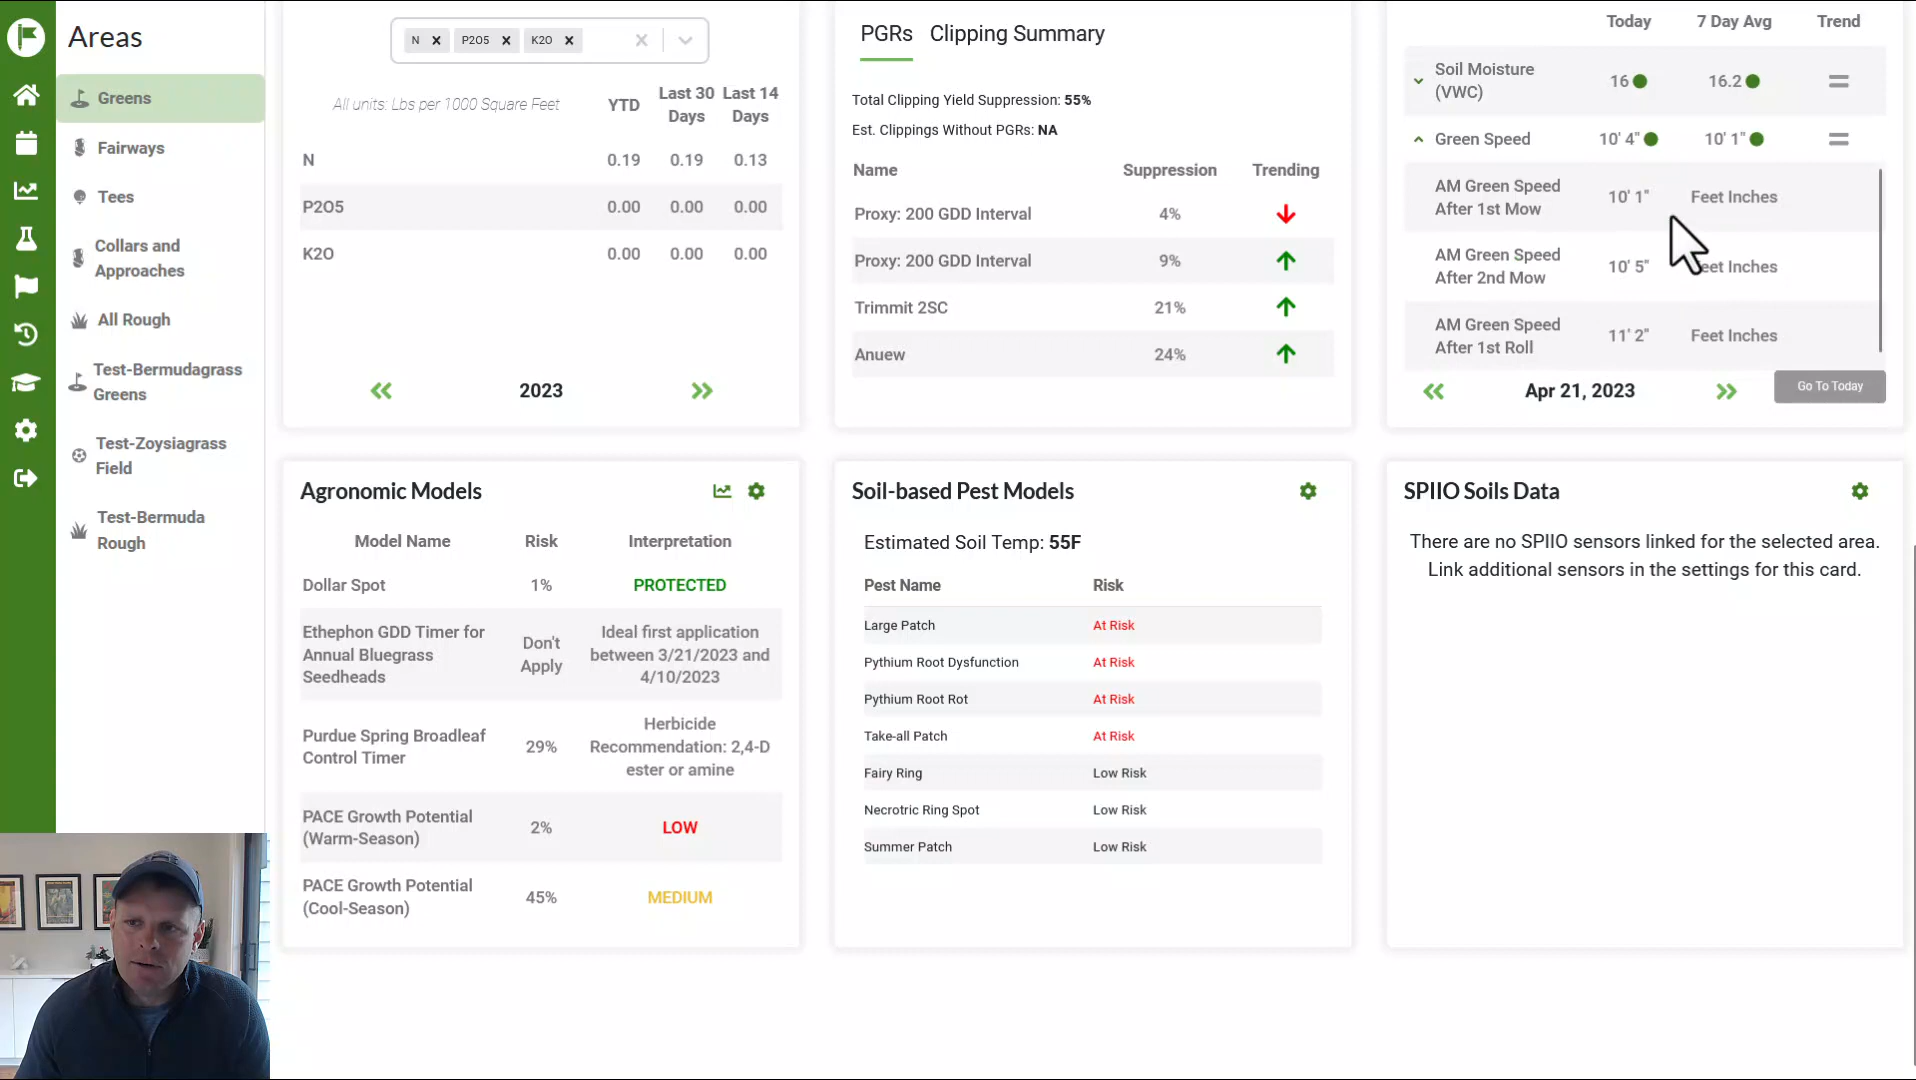 Areas
Greens
Fairways
Tees
Collars and
Approaches
All Rough
Test-Bermudagrass
Greens
Test-Zoysiagrass
Field
Test-Bermuda
Rough
N P2O5 K2O
All units: Lbs per 1000 Square Feet YTD Last 30 Days Last 14 Days
N 0.19 0.19 0.13
P2O5 0.00 0.00 0.00
K2O 0.00 0.00 0.00
2023
PGRs Clipping Summary
Total Clipping Yield Suppression: 55%
Est. Clippings Without PGRs: NA
Name Suppression Trending
Proxy: 200 GDD Interval 4%
Proxy: 200 GDD Interval 9%
Trimmit 2SC 21%
Anuew 24%
Today 7 Day Avg Trend
Soil Moisture
(VWC) 16 16.2
Green Speed 10' 4" 10' 1"
AM Green Speed
After 1st Mow 10' 1" Feet Inches
AM Green Speed
After 2nd Mow 10' 5" eet Inches
AM Green Speed
After 1st Roll 11' 2" Feet Inches
Apr 21, 2023 Go To Today
Agronomic Models
Model Name Risk Interpretation
Dollar Spot 1% PROTECTED
Ethephon GDD Timer for
Annual Bluegrass
Seedheads
Don't
Apply
Ideal first application
between 3/21/2023 and
4/10/2023
Purdue Spring Broadleaf
Control Timer
29%
Herbicide
Recommendation: 2,4-D
ester or amine
PACE Growth Potential
(Warm-Season)
2% LOW
PACE Growth Potential
(Cool-Season)
45% MEDIUM
Soil-based Pest Models
Estimated Soil Temp: 55F
Pest Name Risk
Large Patch At Risk
Pythium Root Dysfunction At Risk
Pythium Root Rot At Risk
Take-all Patch At Risk
Fairy Ring Low Risk
Necrotric Ring Spot Low Risk
Summer Patch Low Risk
SPIIO Soils Data
There are no SPIIO sensors linked for the selected area.
Link additional sensors in the settings for this card.